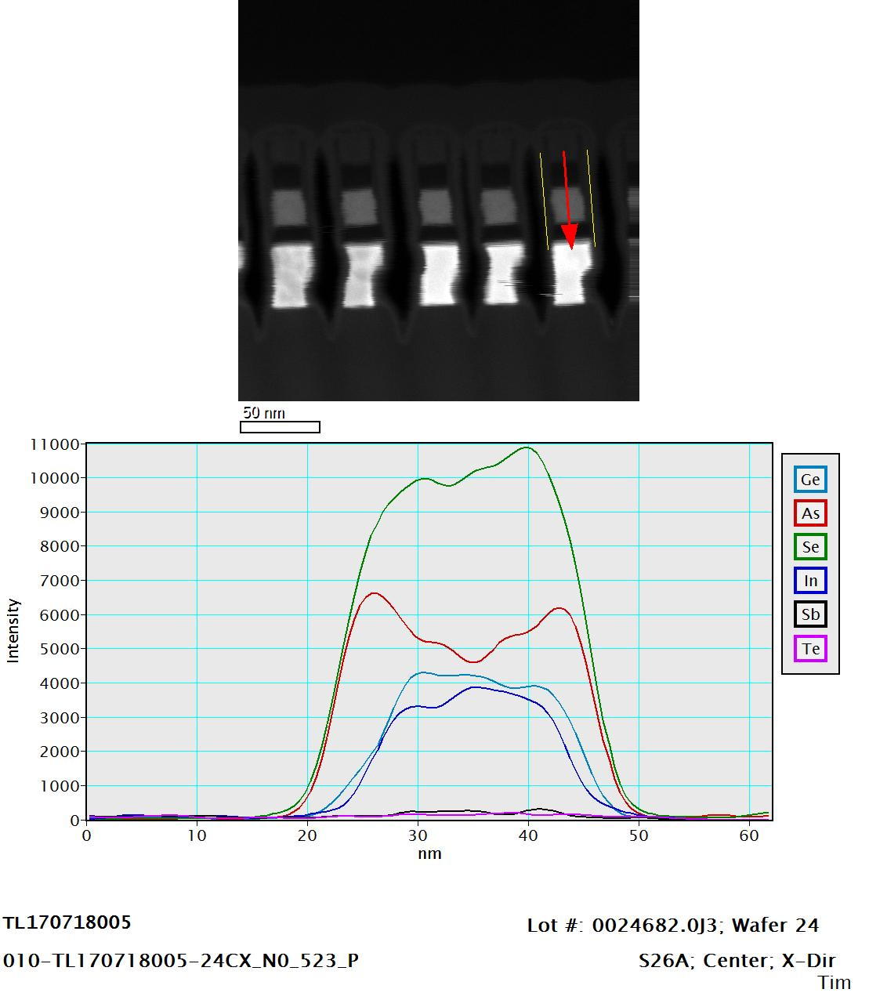 50 nm
11000
10000
9000
8000
7000
6000
5000
4000
3000
2000
1000
0
Intensity
0 10 20 30 40 50 60
nm
Ge
As
Se
In
Sb
Te
TL170718005
Lot #: 0024682.0J3; Wafer 24
010-TL170718005-24CX_N0_523_P
S26A; Center; X-Dir
Tim